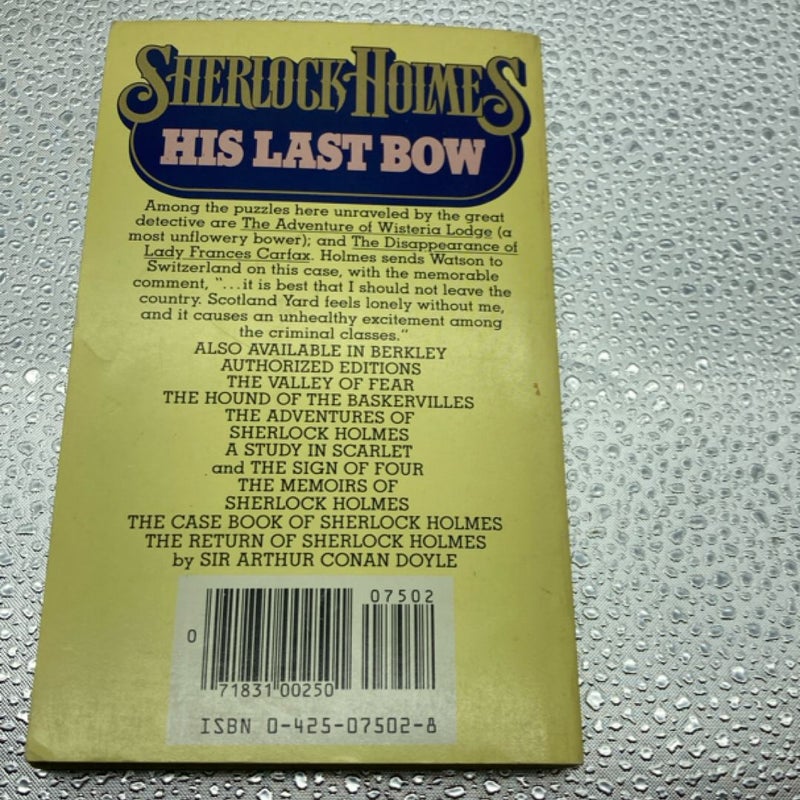 SHERLOCK HOLMES
HIS LAST BOW
Among the puzzles here unraveled by the great
detective are The Adventure of Wisteria Lodge (a
most unflowery bower); and The Disappearance of
Lady Frances Carfax. Holmes sends Watson to
Switzerland on this case, with the memorable
comment, "...it is best that I should not leave the
country. Scotland Yard feels lonely without me,
and it causes an unhealthy excitement among
the criminal classes."
ALSO AVAILABLE IN BERKLEY
AUTHORIZED EDITIONS
THE VALLEY OF FEAR
THE HOUND OF THE BASKERVILLES
THE ADVENTURES OF
SHERLOCK HOLMES
A STUDY IN SCARLET
and THE SIGN OF FOUR
THE MEMOIRS OF
SHERLOCK HOLMES
THE CASE BOOK OF SHERLOCK HOLMES
THE RETURN OF SHERLOCK HOLMES
by SIR ARTHUR CONAN DOYLE
07502
0 71831 00250
ISBN 0-425-07502-8